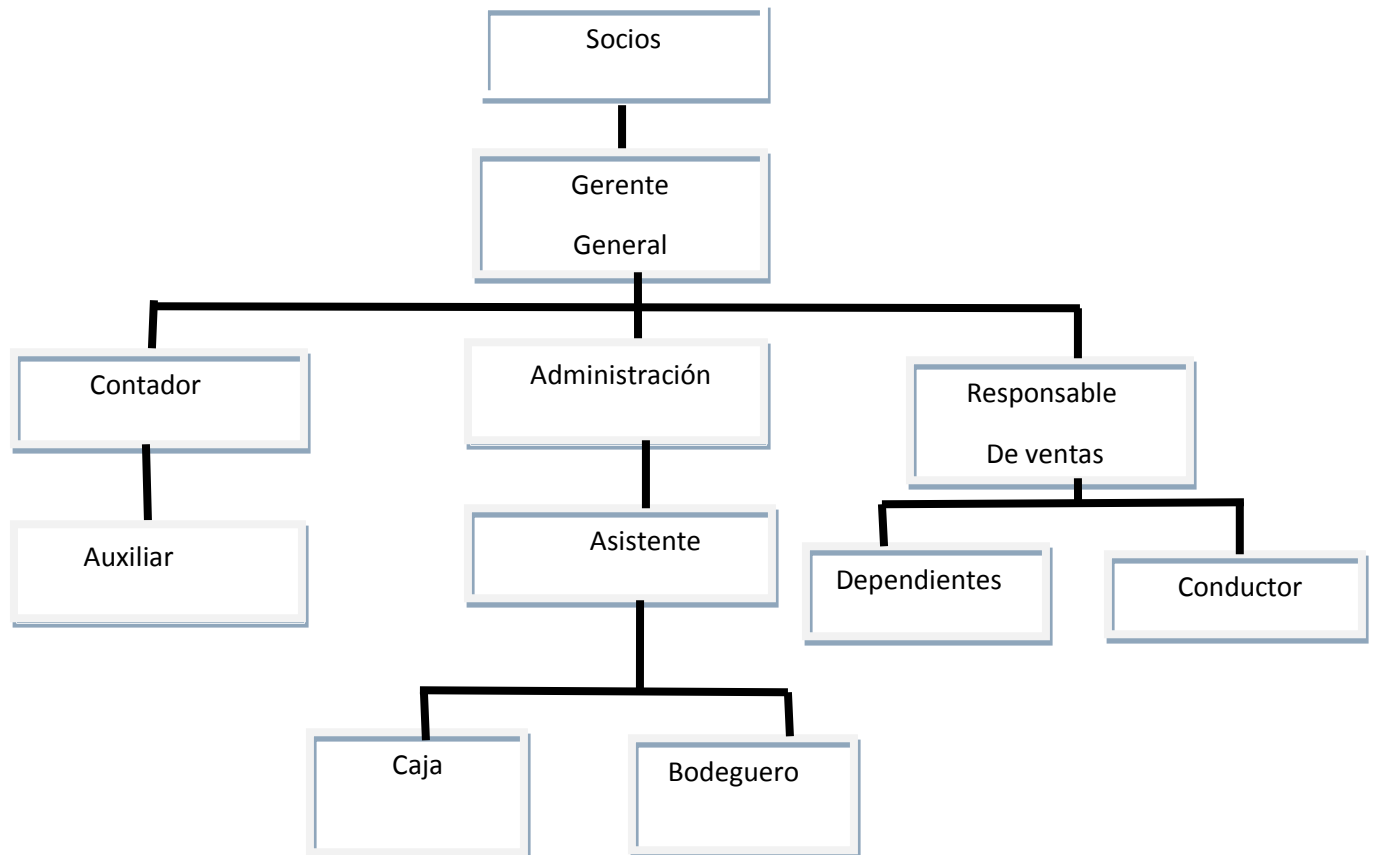 Socios
Gerente
General
Contador
Administración
Responsable
De ventas
Auxiliar
Asistente
Dependientes
Conductor
Caja
Bodeguero